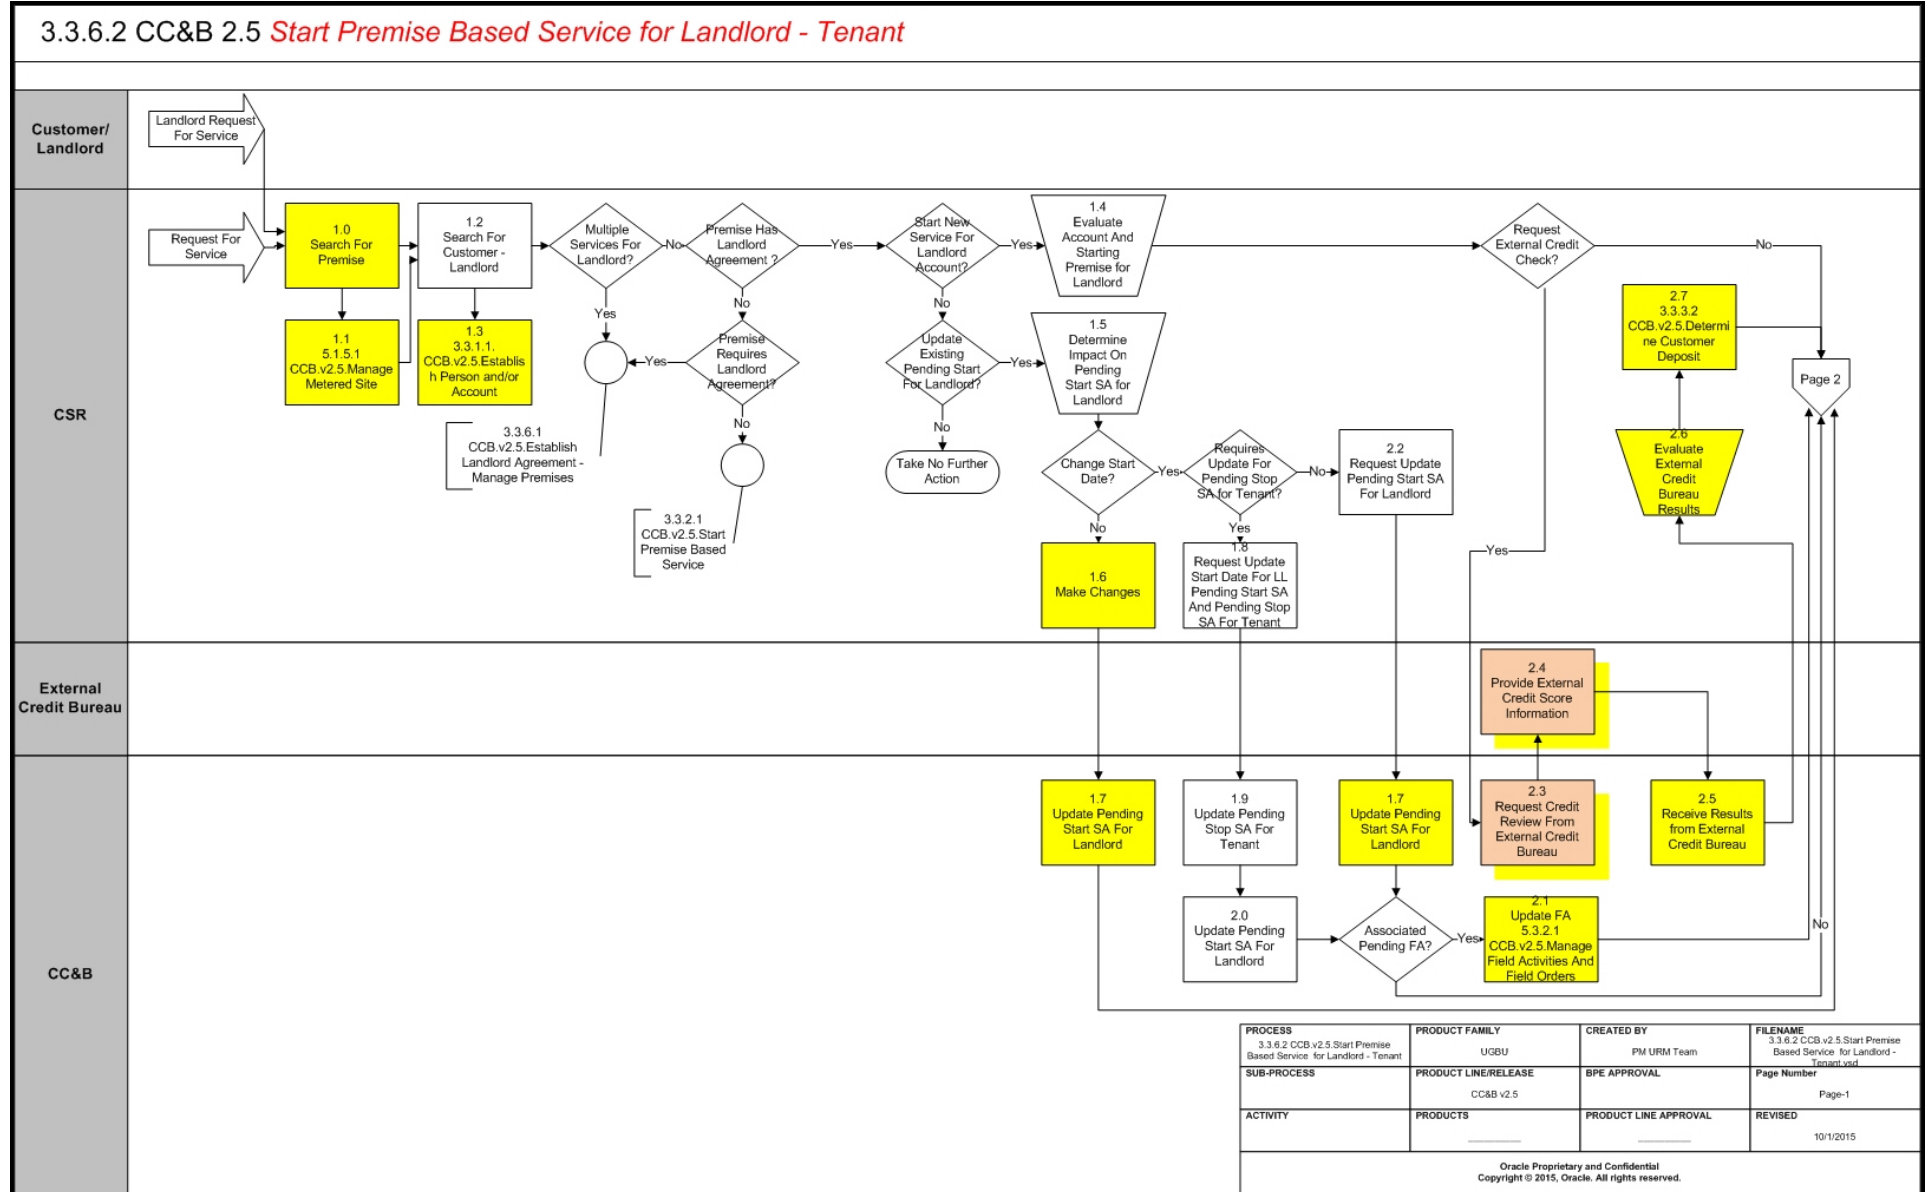 3.3.6.2 CC&B 2.5 Start Premise Based Service for Landlord - Tenant
Customer/
Landlord
Landlord Request
For Service
CSR
Request For
Service
1.0
Search For
Premise
1.1
5.1.5.1
CCB.v2.5.Manage
Metered Site
1.2
Search For
Customer -
Landlord
1.3
3.3.1.1.
CCB.v2.5.Establis
h Person and/or
Account
Multiple
Services For
Landlord?
No
Yes
3.3.6.1
CCB.v2.5.Establish
Landlord Agreement -
Manage Premises
Premise Has
Landlord
Agreement ?
Yes
No
Premise
Requires
Landlord
Agreement?
Yes
No
3.3.2.1
CCB.v2.5.Start
Premise Based
Service
Start New
Service For
Landlord
Account?
Yes
No
Update
Existing
Pending Start
For Landlord?
Yes
No
Take No Further
Action
1.4
Evaluate
Account And
Starting
Premise for
Landlord
1.5
Determine
Impact On
Pending
Start SA for
Landlord
Change Start
Date?
Yes
No
1.6
Make Changes
Requires
Update For
Pending Stop
SA for Tenant?
No
Yes
1.8
Request Update
Start Date For LL
Pending Start SA
And Pending Stop
SA For Tenant
2.2
Request Update
Pending Start SA
For Landlord
Request
External Credit
Check?
No
Yes
2.7
3.3.3.2
CCB.v2.5.Determi
ne Customer
Deposit
Page 2
2.6
Evaluate
External
Credit
Bureau
Results
External
Credit Bureau
2.4
Provide External
Credit Score
Information
CC&B
1.7
Update Pending
Start SA For
Landlord
1.9
Update Pending
Stop SA For
Tenant
1.7
Update Pending
Start SA For
Landlord
2.3
Request Credit
Review From
External Credit
Bureau
2.5
Receive Results
from External
Credit Bureau
2.0
Update Pending
Start SA For
Landlord
Associated
Pending FA?
Yes
No
2.1
Update FA
5.3.2.1
CCB.v2.5.Manage
Field Activities And
Field Orders
PROCESS
3.3.6.2 CCB.v2.5.Start Premise
Based Service for Landlord - Tenant
PRODUCT FAMILY
UGBU
CREATED BY
PM URM Team
FILENAME
3.3.6.2 CCB.v2.5.Start Premise
Based Service for Landlord -
Tenant.vsd
SUB-PROCESS
PRODUCT LINE/RELEASE
CC&B v2.5
BPE APPROVAL
Page Number
Page-1
ACTIVITY
PRODUCTS
PRODUCT LINE APPROVAL
REVISED
10/1/2015
Oracle Proprietary and Confidential
Copyright © 2015, Oracle. All rights reserved.